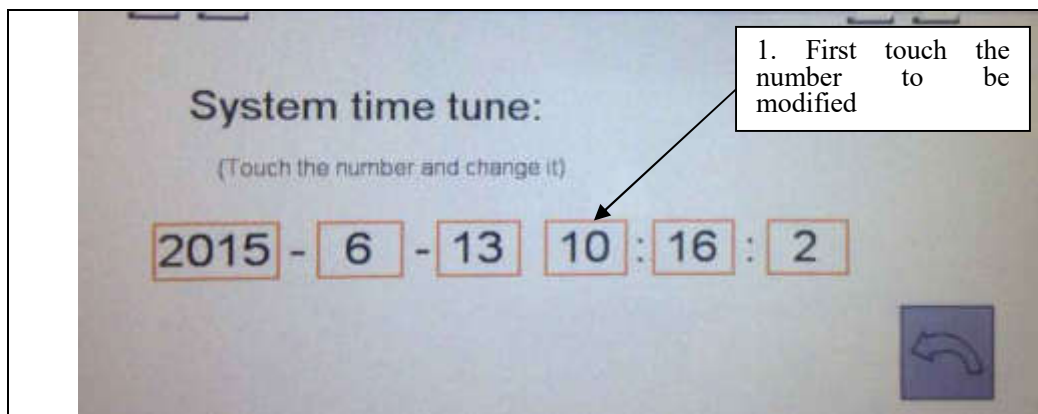 1. First touch the
number to be
modified
System time tune:
(Touch the number and change it)
2015 - 6 - 13 10 : 16 : 2